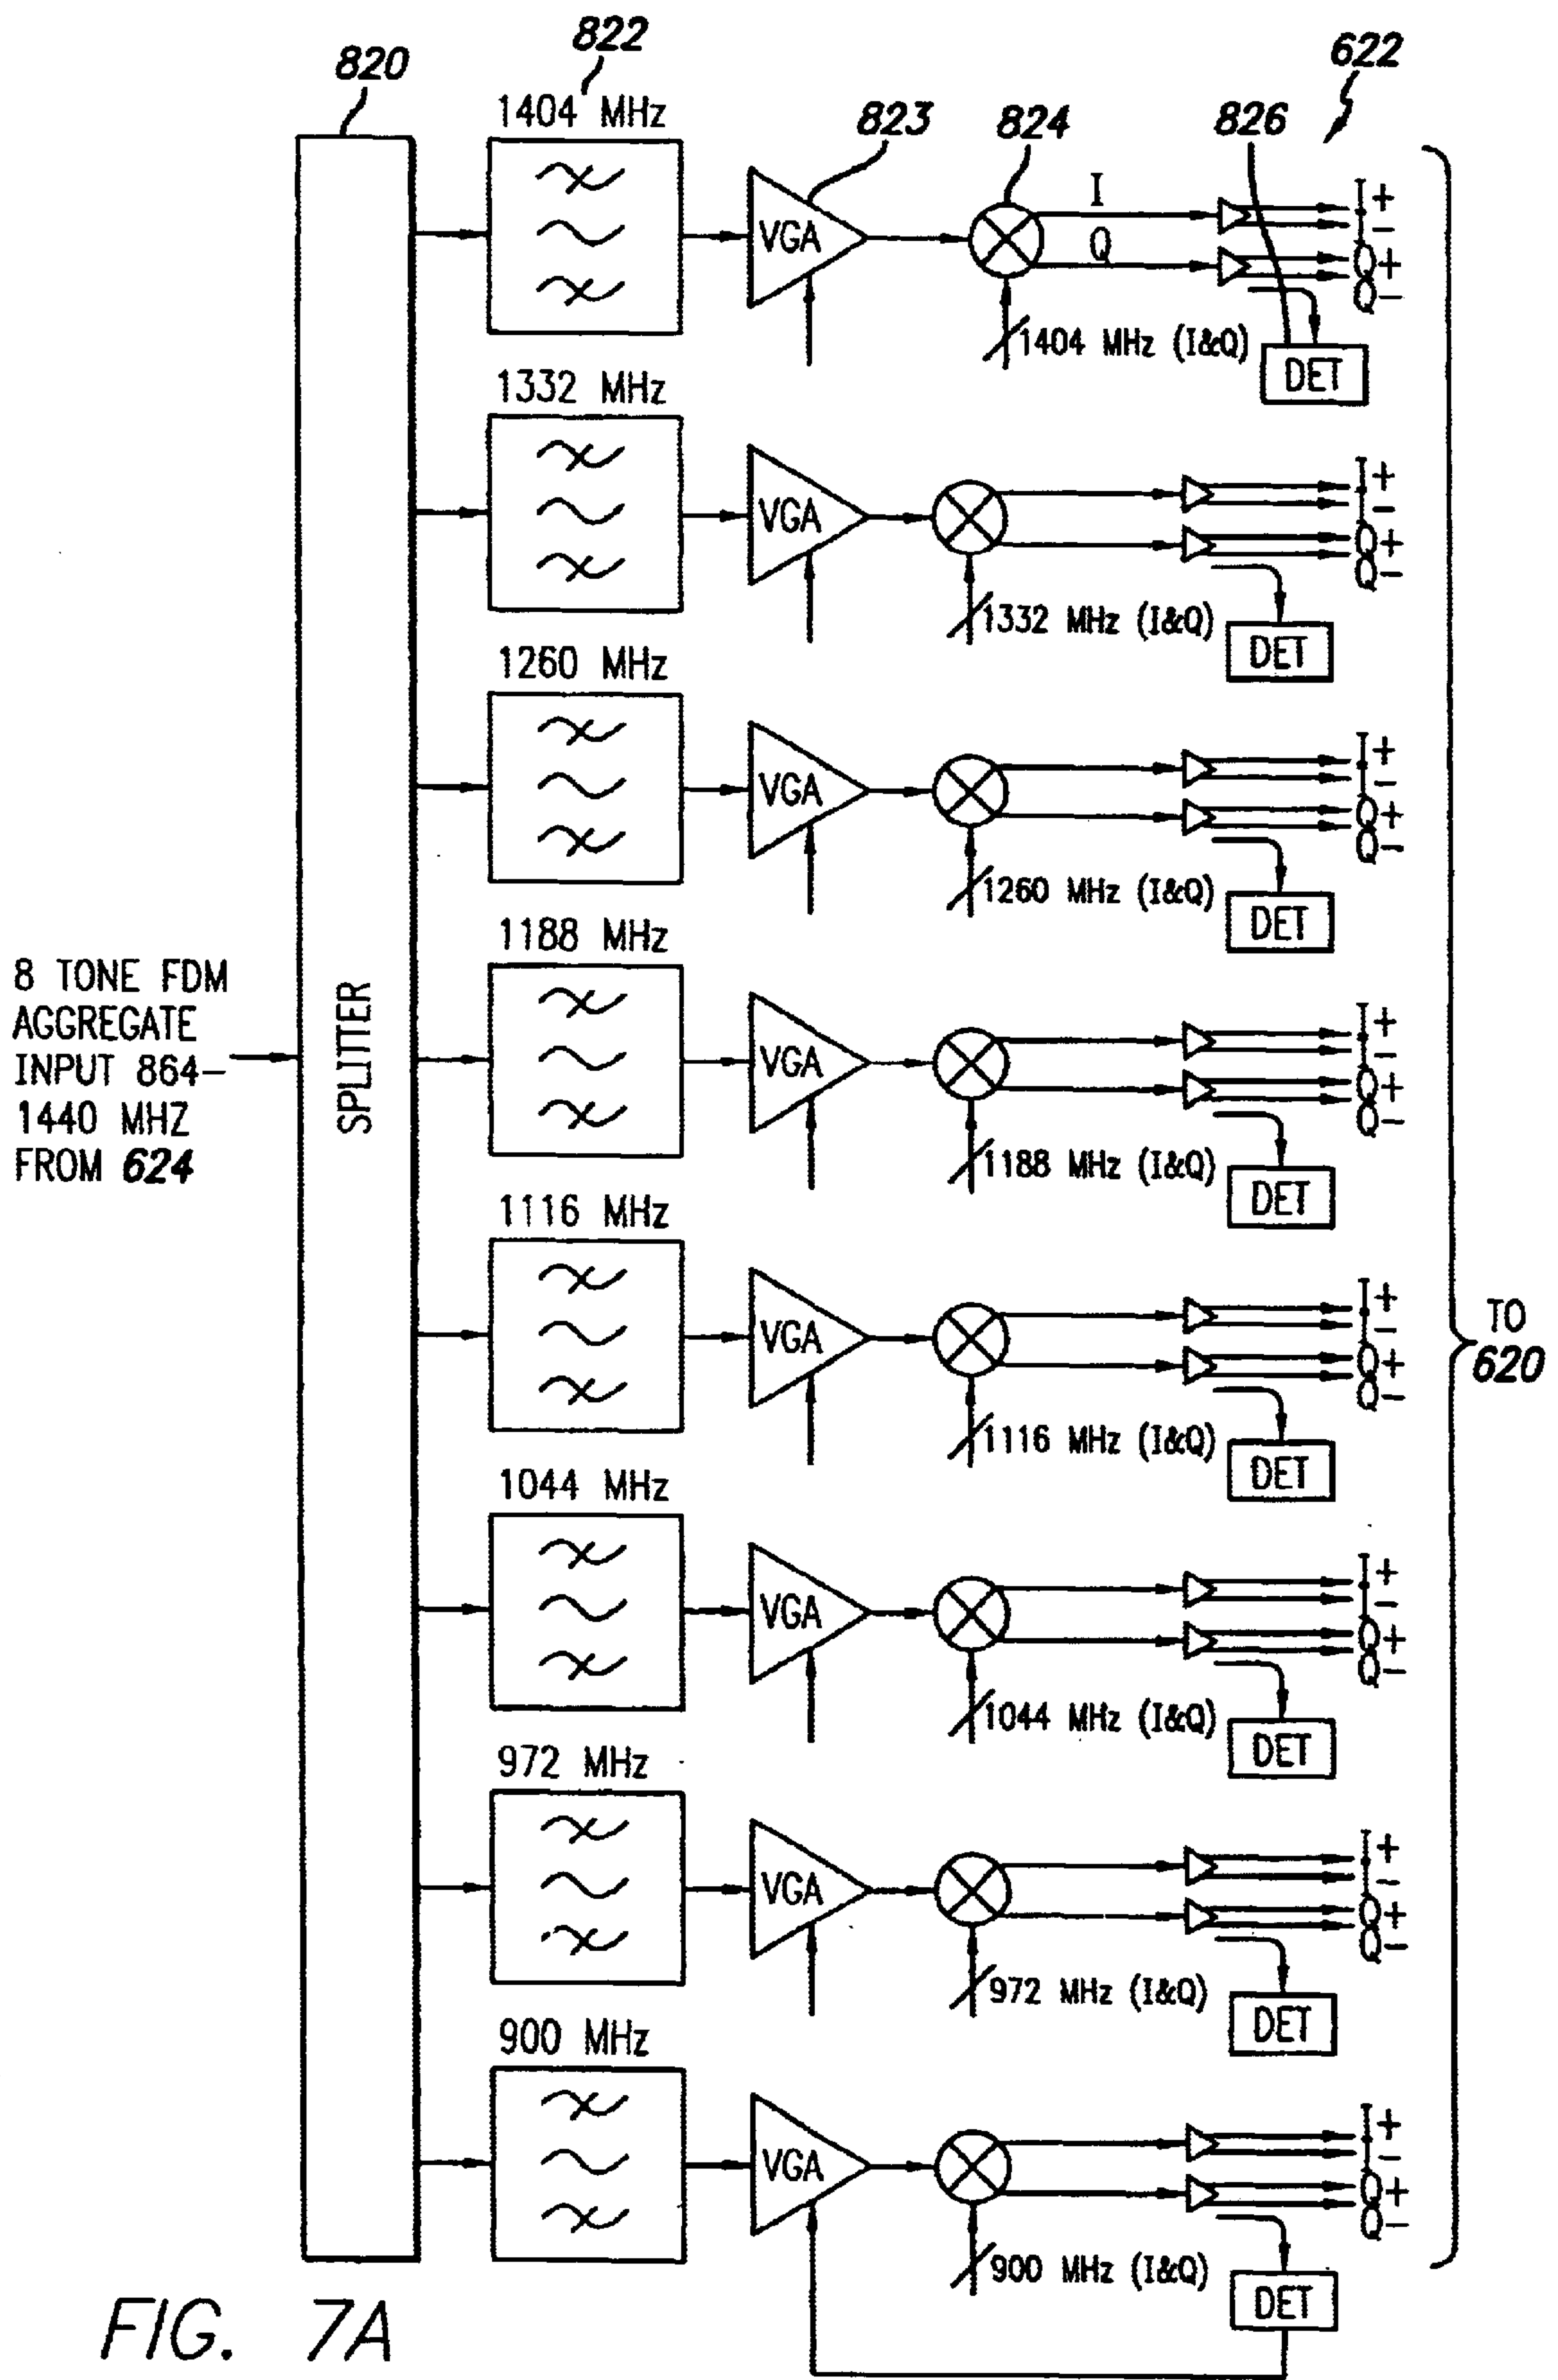 820
822
622
1404 MHz
823
824
826
VGA
I
Q
I +
-
Q+
Q-
1404 MHz (I&Q)
DET
1332 MHz
VGA
I +
-
Q+
Q-
1332 MHz (I&Q)
DET
1260 MHz
VGA
I +
-
Q+
Q-
1260 MHz (I&Q)
DET
8 TONE FDM
AGGREGATE
INPUT 864-
1440 MHZ
FROM 624
SPLITTER
1188 MHz
VGA
I +
-
Q+
Q-
1188 MHz (I&Q)
DET
1116 MHz
VGA
I +
-
Q+
Q-
1116 MHz (I&Q)
DET
TO
620
1044 MHz
VGA
I +
-
Q+
Q-
1044 MHz (I&Q)
DET
972 MHz
VGA
I +
-
Q+
Q-
972 MHz (I&Q)
DET
900 MHz
VGA
I +
-
Q+
Q-
900 MHz (I&Q)
DET
FIG. 7A